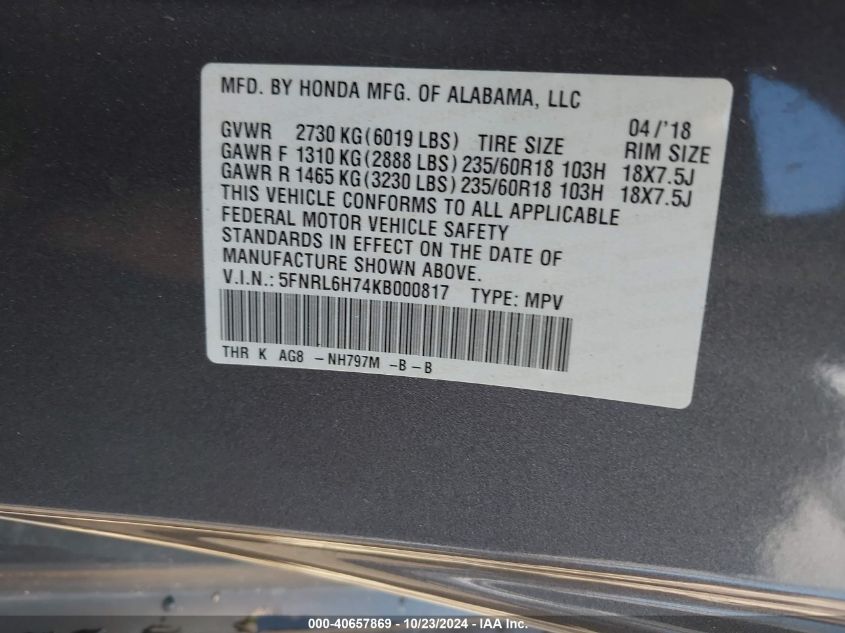 MFD. BY HONDA MFG. OF ALABAMA, LLC
04/'18
GVWR 2730 KG(6019 LBS) TIRE SIZE RIM SIZE
GAWR F 1310 KG(2888 LBS) 235/60R18 103H 18X7.5J
GAWR R 1465 KG(3230 LBS) 235/60R18 103H 18X7.5J
THIS VEHICLE CONFORMS TO ALL APPLICABLE
FEDERAL MOTOR VEHICLE SAFETY
STANDARDS IN EFFECT ON THE DATE OF
MANUFACTURE SHOWN ABOVE.
V.I.N.: 5FNRL6H74KB000817 TYPE: MPV
THR K AG8 -NH797M -B-B
000-40657869 - 10/23/2024 - IAA Inc.